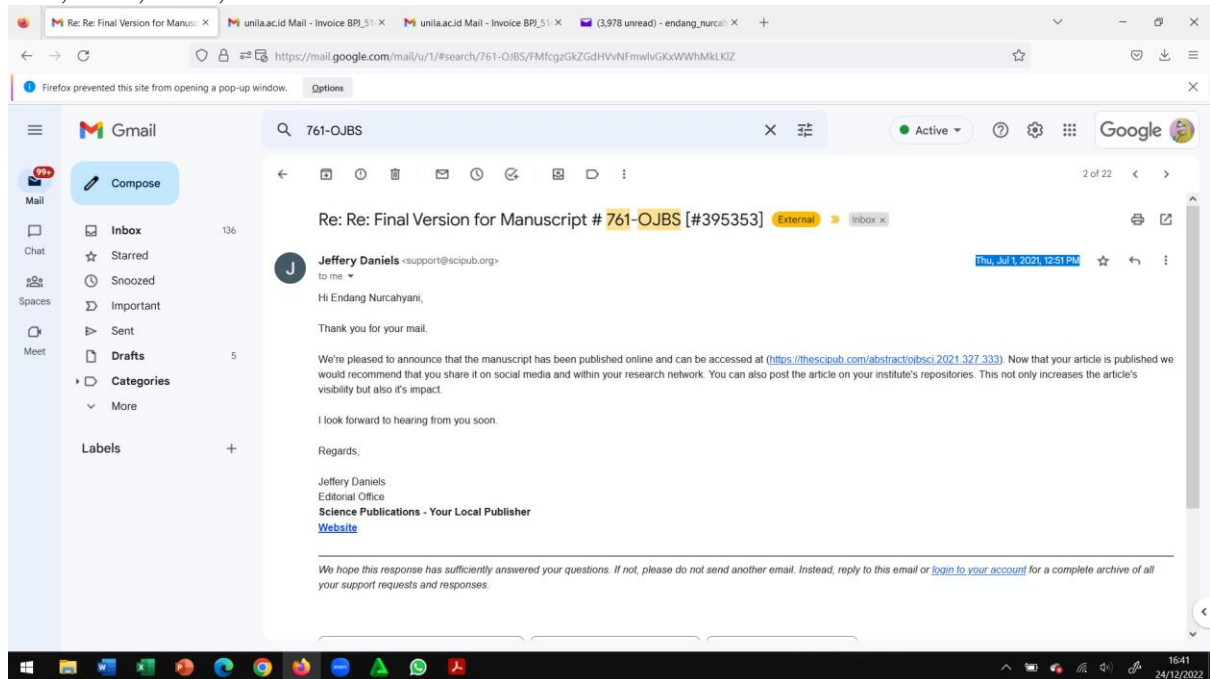 Re: Re: Final Version for Manusc
unila.ac.id Mail - Invoice BPJ_51
unila.ac.id Mail - Invoice BPJ_51
(3,978 unread) - endang_nurcah
https://mail.google.com/mail/u/1/#search/761-OJBS/FMfcgzGkZGdHVvNFmwlvGKxWWhMkLKlZ
Firefox prevented this site from opening a pop-up window. Options
Gmail
761-OJBS
Active
Google
99+
Mail
Compose
2 of 22
Chat
Spaces
Meet
Inbox 136
Starred
Snoozed
Important
Sent
Drafts 5
Categories
More
Labels +
Re: Re: Final Version for Manuscript # 761-OJBS [#395353] External Inbox x
J
Jeffery Daniels <support@scipub.org> Thu, Jul 1, 2021, 12:51 PM
to me
Hi Endang Nurcahyani,
Thank you for your mail.
We're pleased to announce that the manuscript has been published online and can be accessed at (https://thescipub.com/abstract/ojbsci.2021.327.333). Now that your article is published we
would recommend that you share it on social media and within your research network. You can also post the article on your institute's repositories. This not only increases the article's
visibility but also it's impact.
I look forward to hearing from you soon.
Regards,
Jeffery Daniels
Editorial Office
Science Publications - Your Local Publisher
Website
We hope this response has sufficiently answered your questions. If not, please do not send another email. Instead, reply to this email or login to your account for a complete archive of all
your support requests and responses.
16:41
24/12/2022